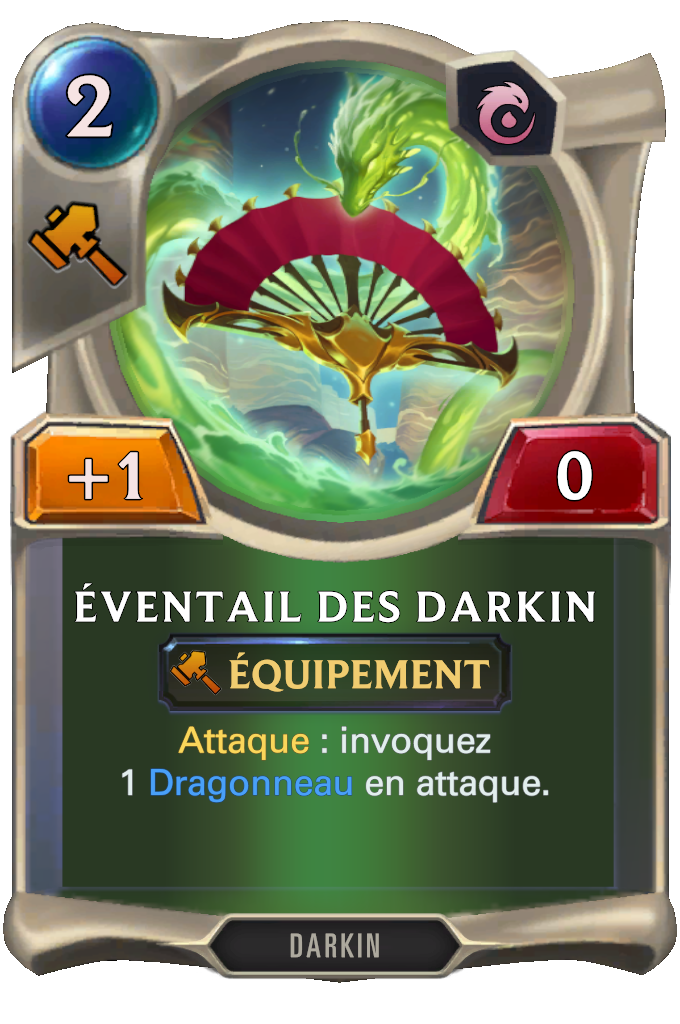 2
+1
0
ÉVENTAIL DES DARKIN
ÉQUIPEMENT
Attaque : invoquez
1 Dragonneau en attaque.
DARKIN